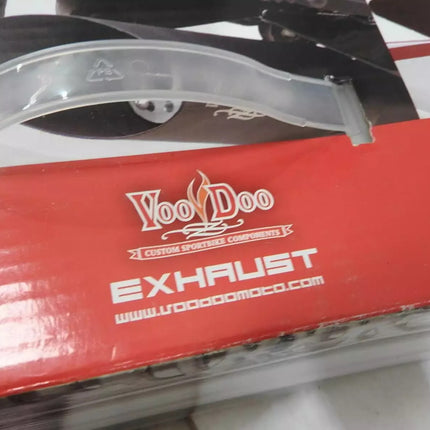 VooDoo
CUSTOM SPORTBIKE COMPONENTS
EXHAUST
www.voodoomoto.com